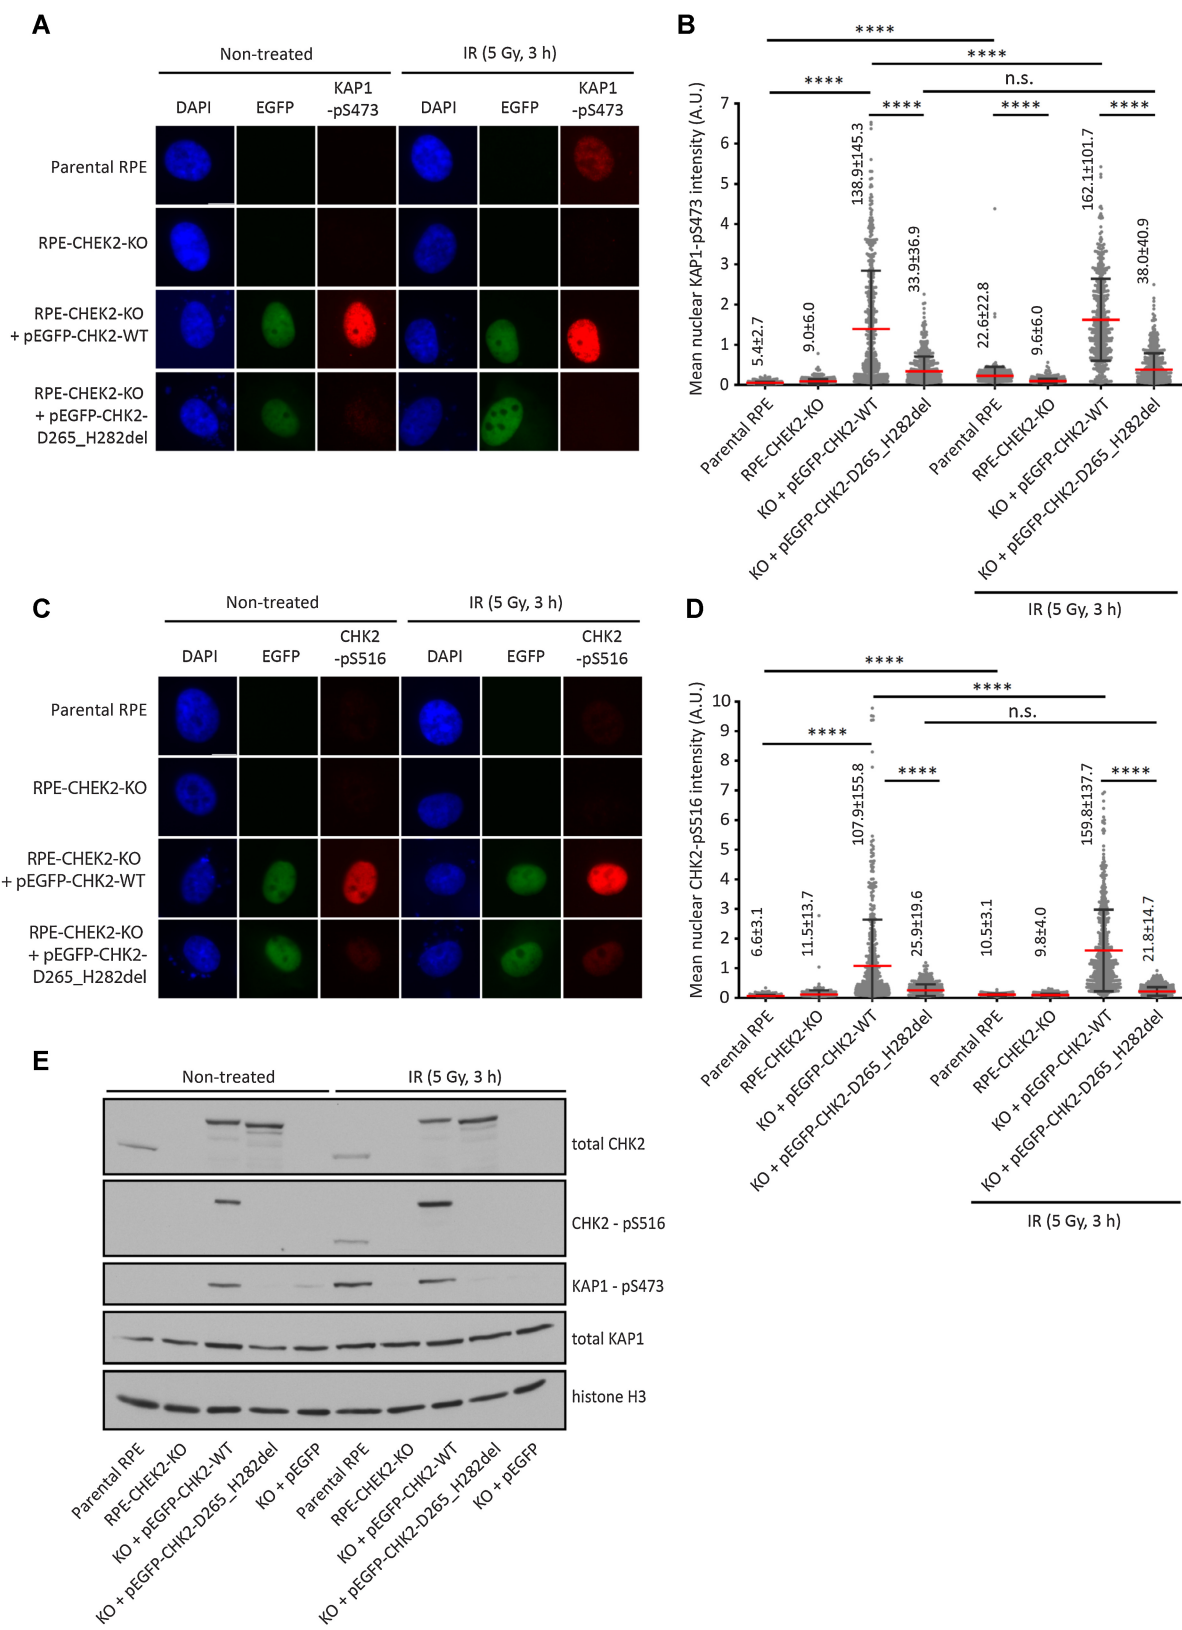 A
Non-treated
IR (5 Gy, 3 h)
DAPI
EGFP
KAP1
-pS473
DAPI
EGFP
KAP1
-pS473
Parental RPE
RPE-CHEK2-KO
RPE-CHEK2-KO
+ pEGFP-CHK2-WT
RPE-CHEK2-KO
+ pEGFP-CHK2-
D265_H282del
B
****
****
n.s.
****
****
****
****
Mean nuclear KAP1-pS473 intensity (A.U.)
7
6
5
4
3
2
1
0
5.4±2.7
9.0±6.0
138.9±145.3
33.9±36.9
22.6±22.8
9.6±6.0
162.1±101.7
38.0±40.9
Parental RPE
RPE-CHEK2-KO
KO + pEGFP-CHK2-WT
KO + pEGFP-CHK2-D265_H282del
Parental RPE
RPE-CHEK2-KO
KO + pEGFP-CHK2-WT
KO + pEGFP-CHK2-D265_H282del
IR (5 Gy, 3 h)
C
Non-treated
IR (5 Gy, 3 h)
DAPI
EGFP
CHK2
-pS516
DAPI
EGFP
CHK2
-pS516
Parental RPE
RPE-CHEK2-KO
RPE-CHEK2-KO
+ pEGFP-CHK2-WT
RPE-CHEK2-KO
+ pEGFP-CHK2-
D265_H282del
D
****
****
n.s.
****
****
****
Mean nuclear CHK2-pS516 intensity (A.U.)
10
9
8
7
6
5
4
3
2
1
0
6.6±3.1
11.5±13.7
107.9±155.8
25.9±19.6
10.5±3.1
9.8±4.0
159.8±137.7
21.8±14.7
Parental RPE
RPE-CHEK2-KO
KO + pEGFP-CHK2-WT
KO + pEGFP-CHK2-D265_H282del
Parental RPE
RPE-CHEK2-KO
KO + pEGFP-CHK2-WT
KO + pEGFP-CHK2-D265_H282del
IR (5 Gy, 3 h)
E
Non-treated
IR (5 Gy, 3 h)
total CHK2
CHK2 - pS516
KAP1 - pS473
total KAP1
histone H3
Parental RPE
RPE-CHEK2-KO
KO + pEGFP-CHK2-WT
KO + pEGFP-CHK2-D265_H282del
KO + pEGFP
Parental RPE
RPE-CHEK2-KO
KO + pEGFP-CHK2-WT
KO + pEGFP-CHK2-D265_H282del
KO + pEGFP